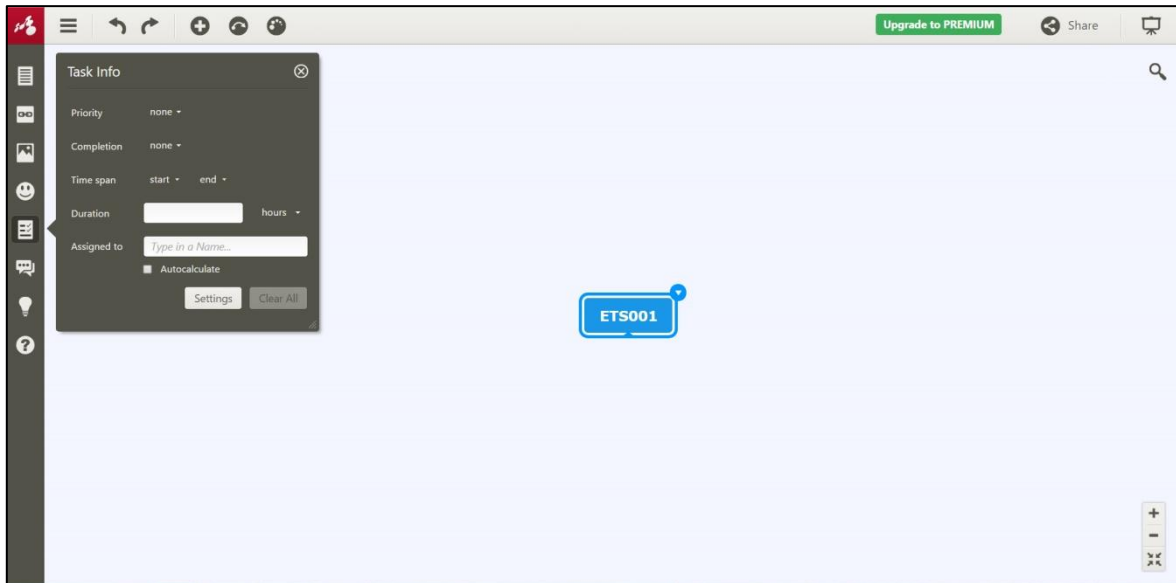 Upgrade to PREMIUM
Share
Task Info
Priority
none
Completion
none
Time span
start
end
Duration
hours
Assigned to
Type in a Name...
Autocalculate
Settings
Clear All
ETS001